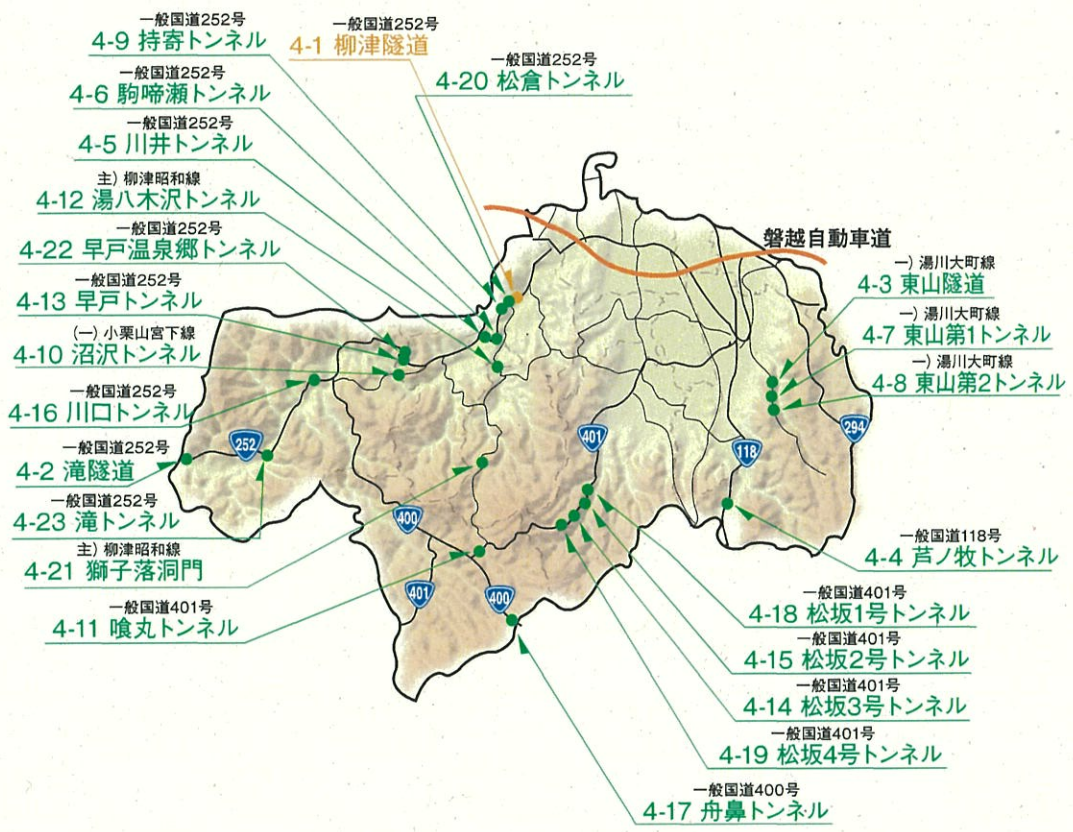 一般国道252号
4-9 持寄トンネル
一般国道252号
4-1 柳津隧道
一般国道252号
4-20 松倉トンネル
一般国道252号
4-6 駒啼瀬トンネル
一般国道252号
4-5 川井トンネル
主）柳津昭和線
4-12 湯八木沢トンネル
一般国道252号
4-22 早戸温泉郷トンネル
一般国道252号
4-13 早戸トンネル
(一) 小栗山宮下線
4-10 沼沢トンネル
一般国道252号
4-16 川口トンネル
一般国道252号
4-2 滝隧道
一般国道252号
4-23 滝トンネル
主）柳津昭和線
4-21 獅子落洞門
一般国道401号
4-11 喰丸トンネル
磐越自動車道
一）湯川大町線
4-3 東山隧道
一）湯川大町線
4-7 東山第1トンネル
一）湯川大町線
4-8 東山第2トンネル
252
401
118
294
400
401
400
一般国道118号
4-4 芦ノ牧トンネル
一般国道401号
4-18 松坂1号トンネル
一般国道401号
4-15 松坂2号トンネル
一般国道401号
4-14 松坂3号トンネル
一般国道401号
4-19 松坂4号トンネル
一般国道400号
4-17 舟鼻トンネル